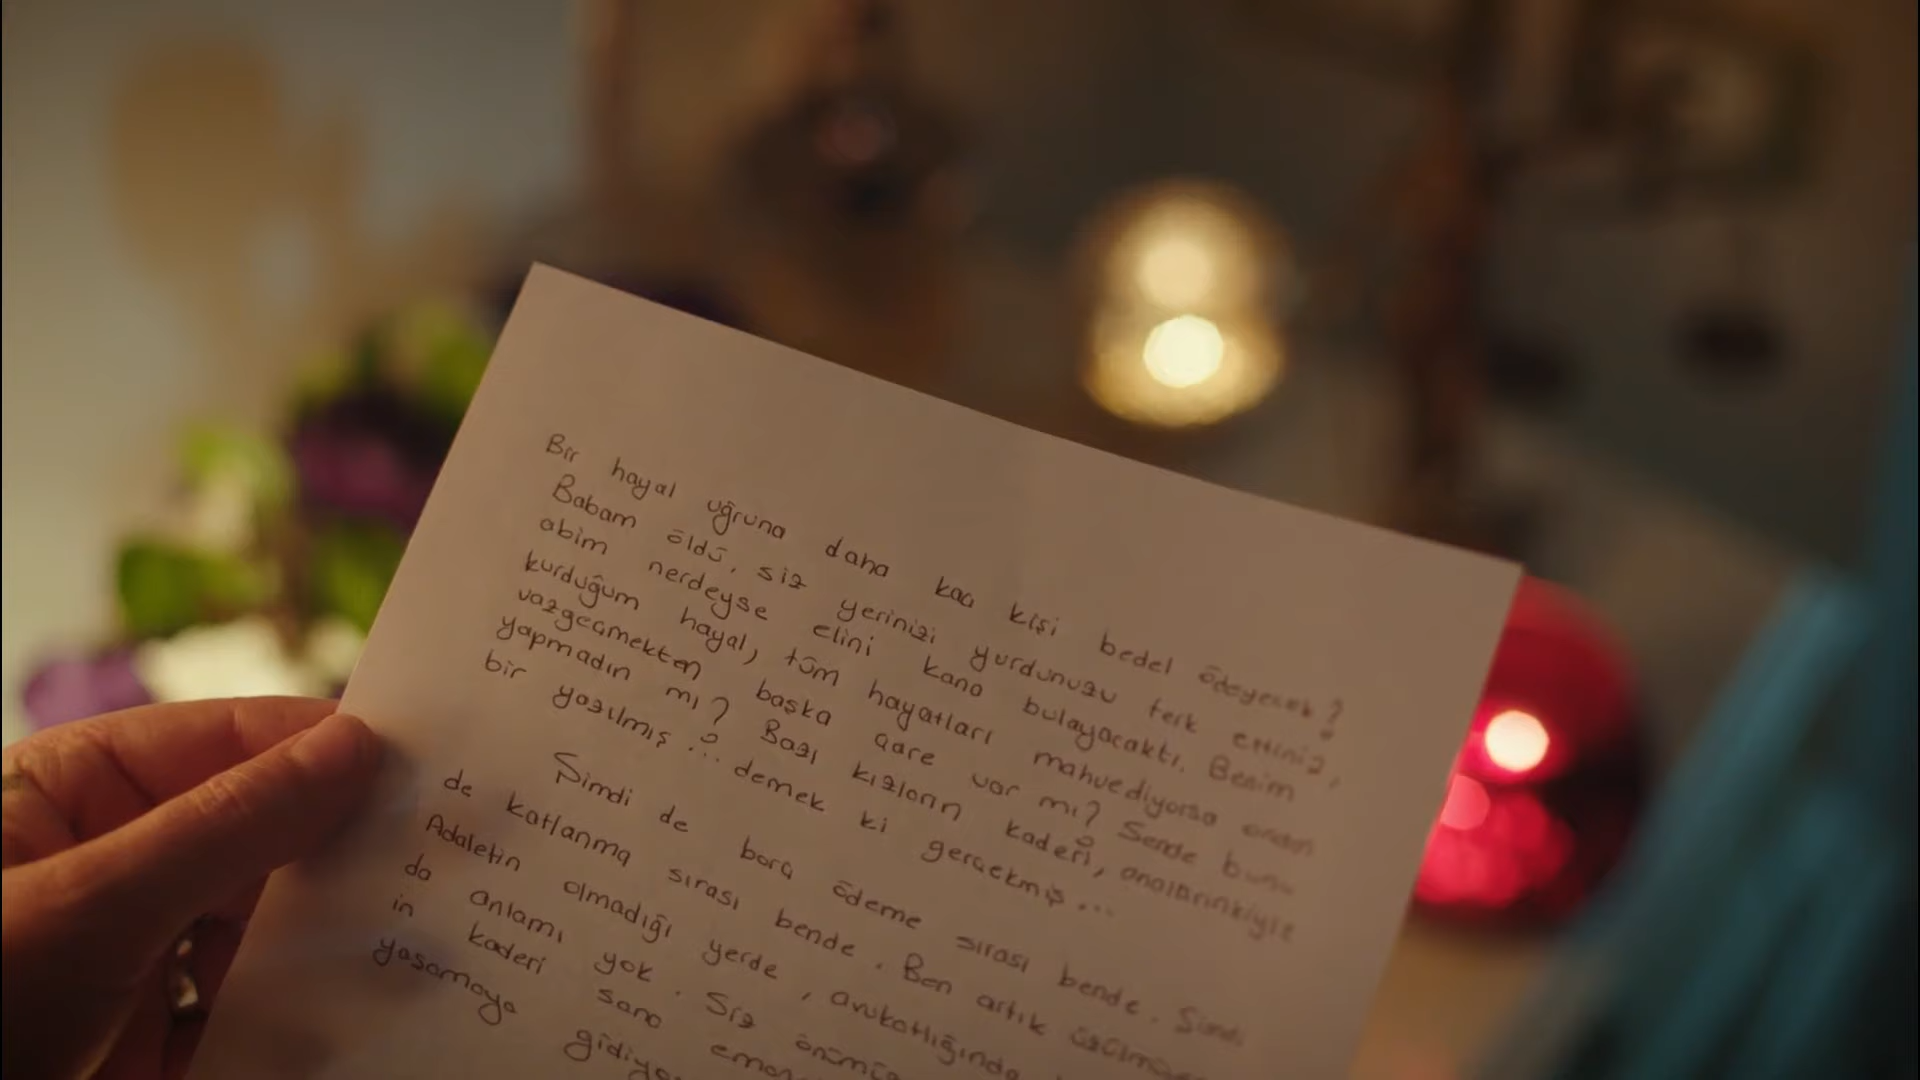 Bir hayal uğruna daha kaç kişi bedel ödeyecek?
Babam öldü, siz yerinizi yurdunuzu terk ettiniz,
abim nerdeyse elini kana bulayacaktı. Benim
kurduğum hayal, tüm hayatları mahvediyorsa ondan
vazgeçmekten başka çare var mı? Sende bunu
yapmadın mı? Bazı kızların kaderi, analarınkiyle
bir yazılmış... demek ki gerçekmiş...
Şimdi de borç ödeme sırası bende. Şimdi
de katlanma sırası bende. Ben artık
Adaletin olmadığı yerde, avukatlığında
da anlamı yok. Siz
in kaderi sana
yaşamaya